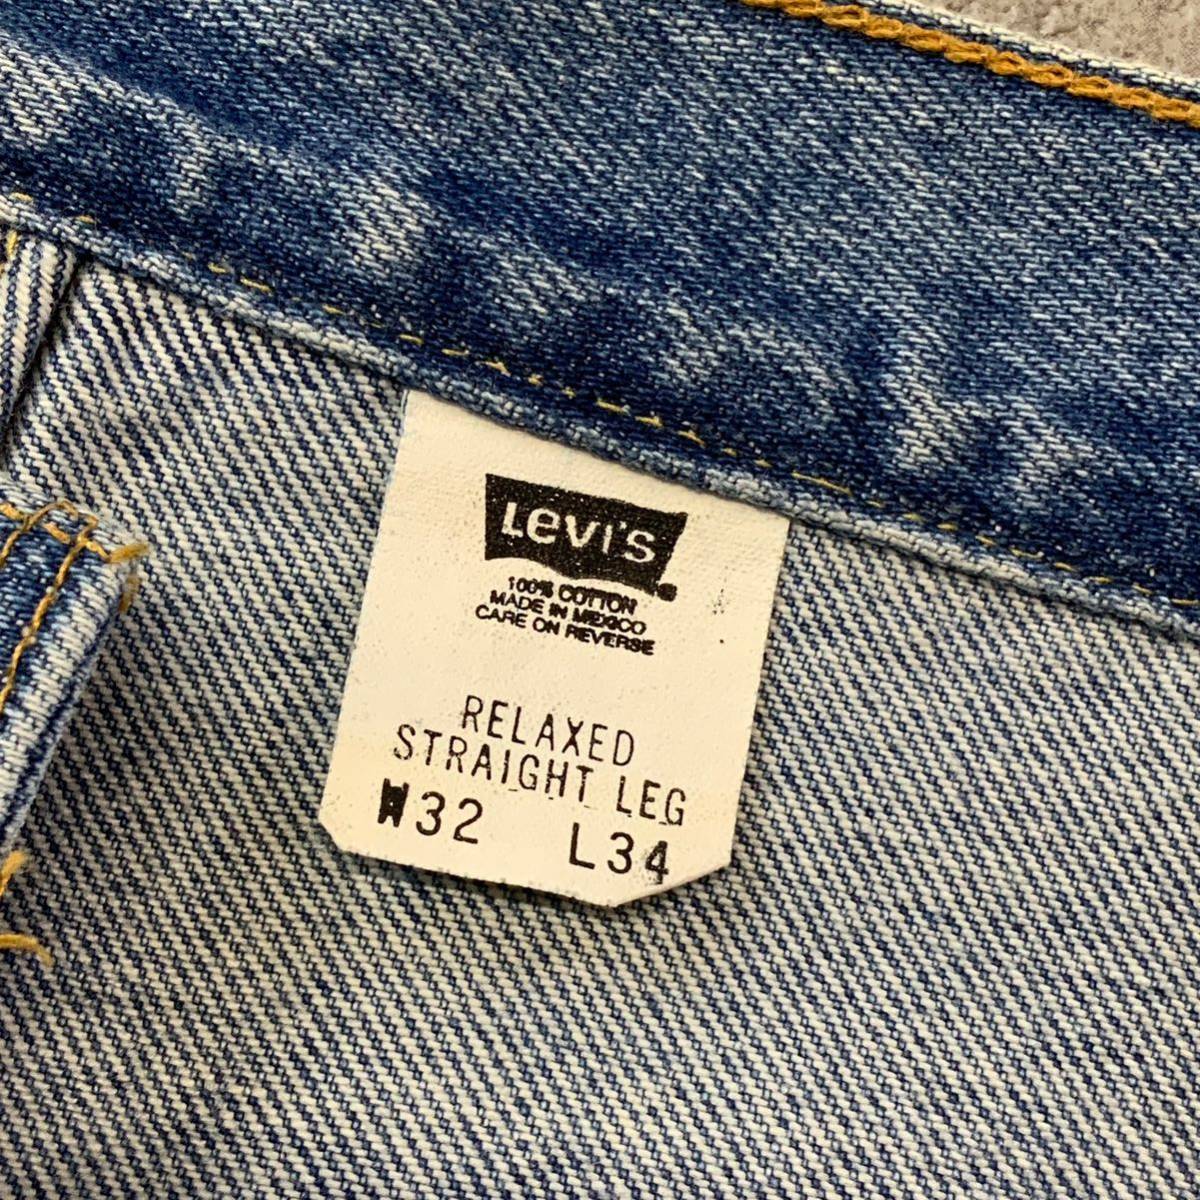 Levi's
100% COTTON
MADE IN MEXICO
CARE ON REVERSE
RELAXED
STRAIGHT LEG
W32 L34